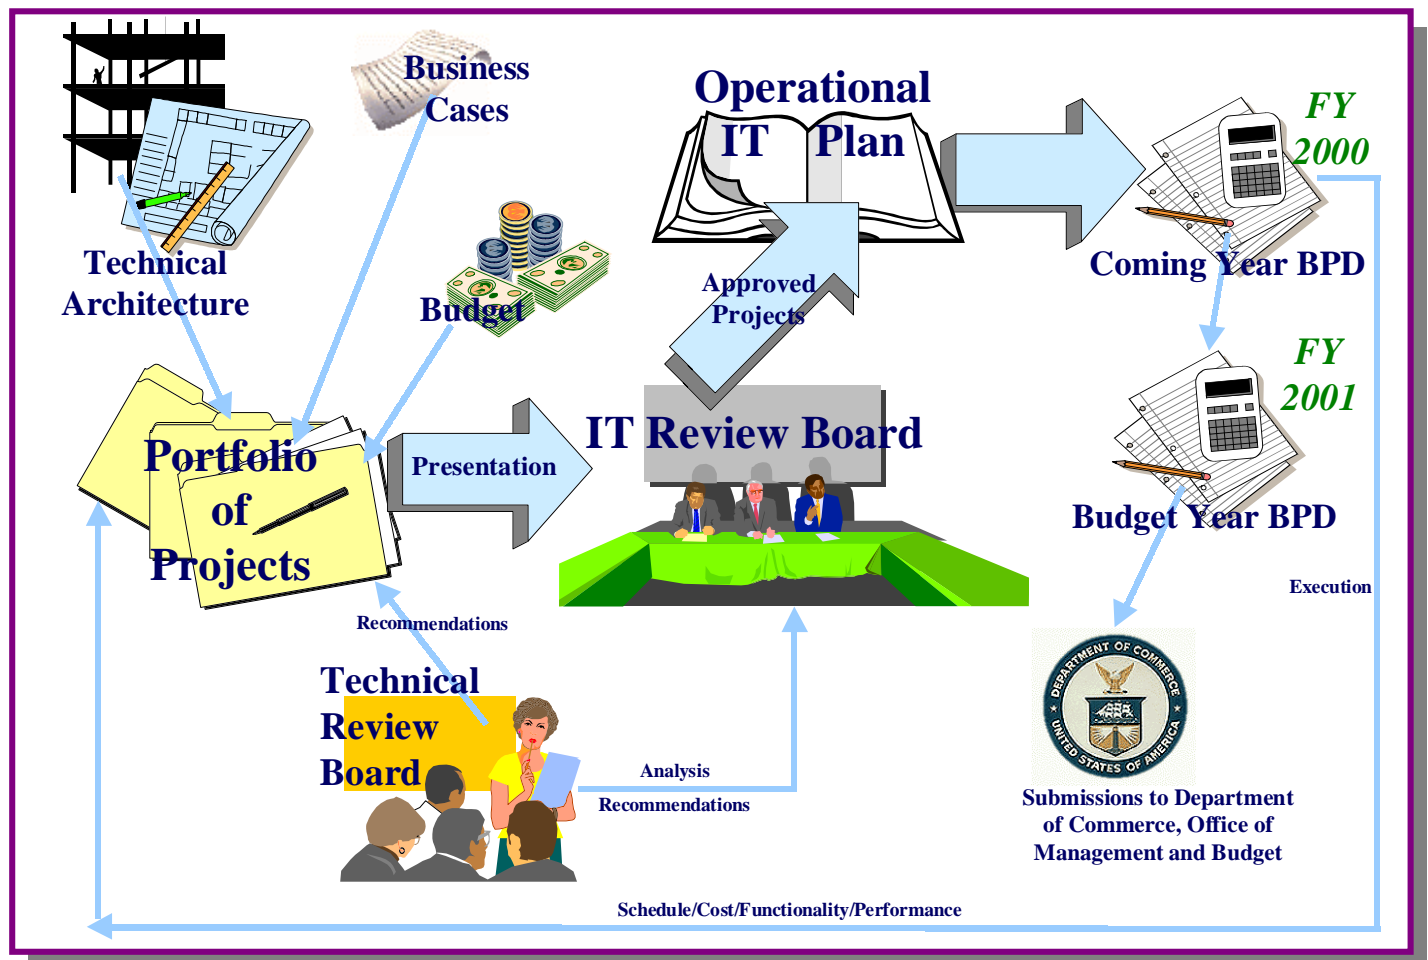 Business
Cases
Operational
IT Plan
FY
2000
Technical
Architecture
Budget
Approved
Projects
Coming Year BPD
FY
2001
Portfolio
of
Projects
Presentation
IT Review Board
Budget Year BPD
Execution
Recommendations
Technical
Review
Board
Analysis
Recommendations
DEPARTMENT OF COMMERCE
UNITED STATES OF AMERICA
Submissions to Department
of Commerce, Office of
Management and Budget
Schedule/Cost/Functionality/Performance